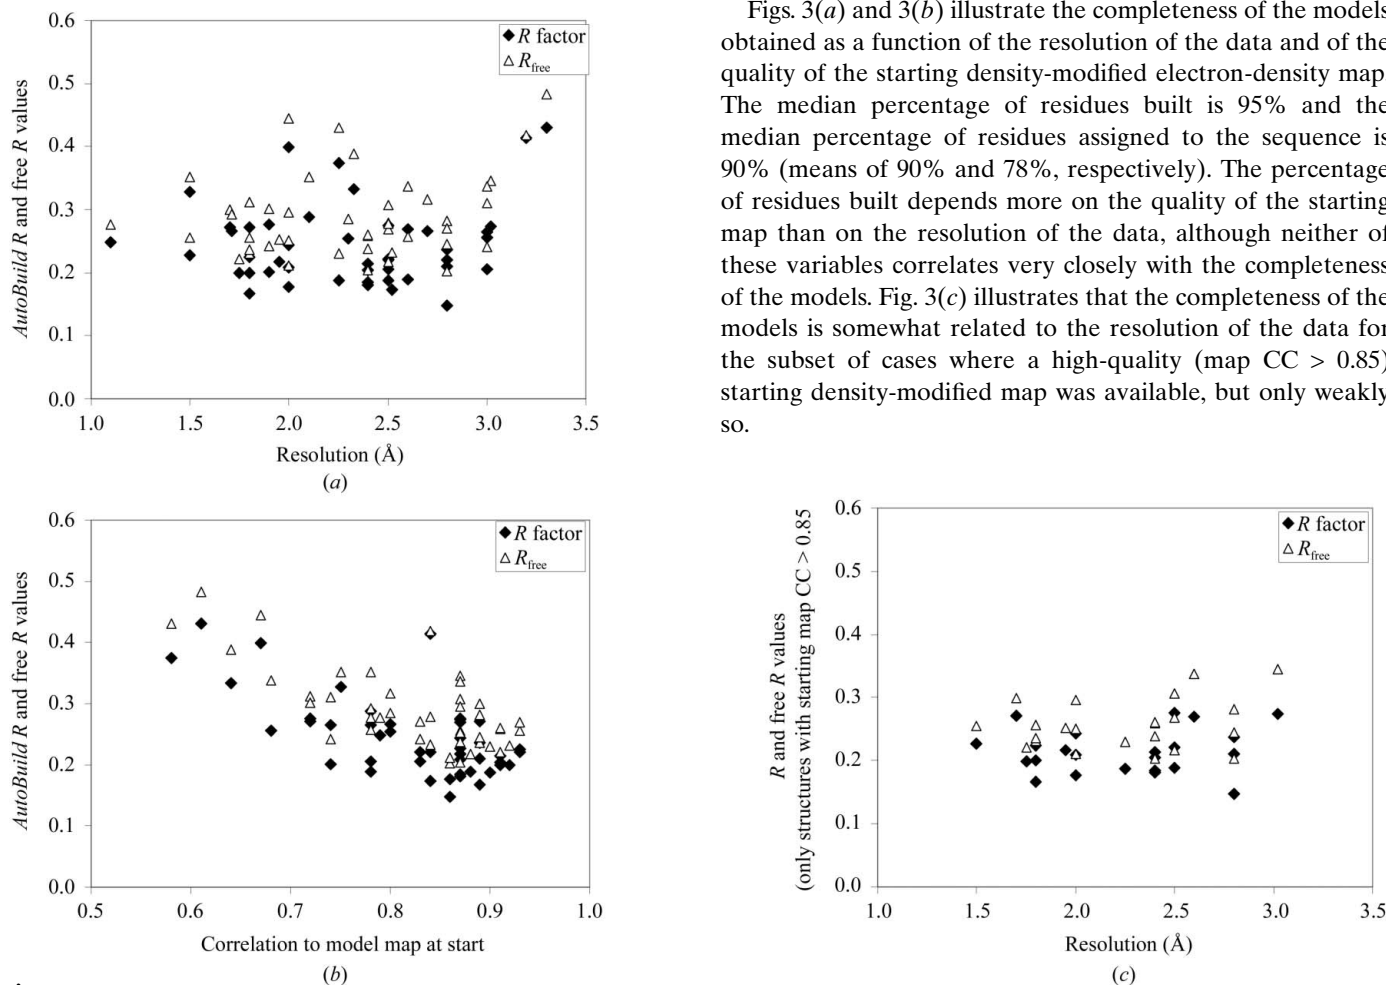 0.6
0.5
0.4
0.3
0.2
0.1
0.0
AutoBuild R and free R values
R factor
Rfree
1.0 1.5 2.0 2.5 3.0 3.5
Resolution (Å)
(a)
Figs. 3(a) and 3(b) illustrate the completeness of the models
obtained as a function of the resolution of the data and of the
quality of the starting density-modified electron-density map.
The median percentage of residues built is 95% and the
median percentage of residues assigned to the sequence is
90% (means of 90% and 78%, respectively). The percentage
of residues built depends more on the quality of the starting
map than on the resolution of the data, although neither of
these variables correlates very closely with the completeness
of the models. Fig. 3(c) illustrates that the completeness of the
models is somewhat related to the resolution of the data for
the subset of cases where a high-quality (map CC > 0.85)
starting density-modified map was available, but only weakly
so.
0.6
0.5
0.4
0.3
0.2
0.1
0.0
AutoBuild R and free R values
R factor
Rfree
0.5 0.6 0.7 0.8 0.9 1.0
Correlation to model map at start
(b)
0.6
0.5
0.4
0.3
0.2
0.1
0.0
R and free R values
(only structures with starting map CC > 0.85
R factor
Rfree
1.0 1.5 2.0 2.5 3.0 3.5
Resolution (Å)
(c)